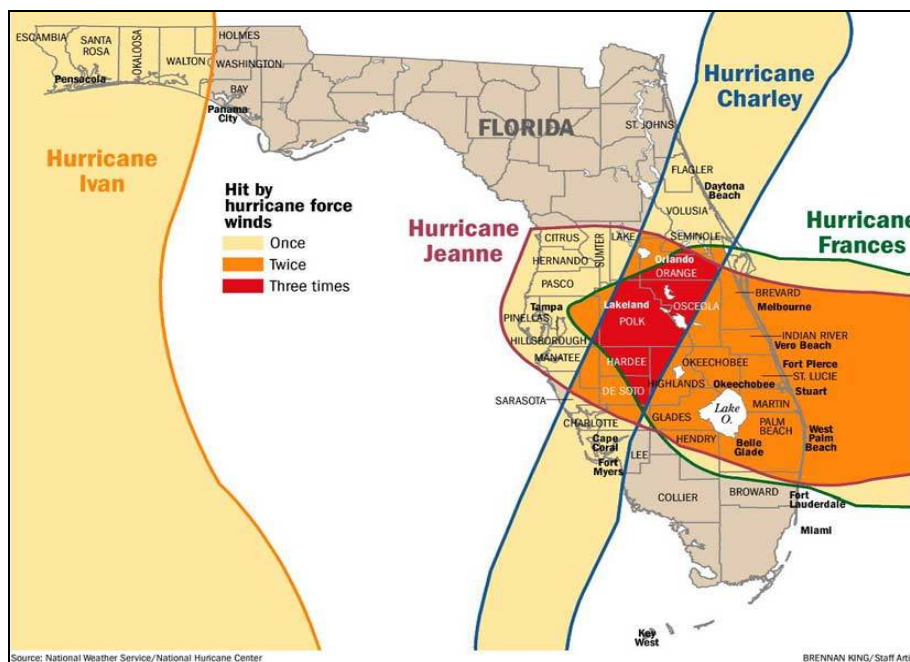 ESCAMBIA
SANTA
ROSA
OKALOOSA
WALTON
HOLMES
WASHINGTON
BAY
Pensacola
Panama
City
Hurricane
Ivan
FLORIDA
Hit by
hurricane force
winds
Once
Twice
Three times
Hurricane
Charley
ST. JOHNS
FLAGLER
Daytona
Beach
VOLUSIA
SEMINOLE
Hurricane
Jeanne
Hurricane
Frances
CITRUS
SUMTER
LAKE
HERNANDO
Orlando
ORANGE
PASCO
OSCEOLA
BREVARD
Melbourne
Tampa
Lakeland
POLK
PINELLAS
HILLSBOROUGH
INDIAN RIVER
Vero Beach
MANATEE
HARDEE
OKEECHOBEE
Fort Pierce
ST. LUCIE
HIGHLANDS
Okeechobee
Stuart
DE SOTO
SARASOTA
MARTIN
Lake
O.
CHARLOTTE
GLADES
PALM
BEACH
West
Palm
Beach
Cape
Coral
HENDRY
Belle
Glade
LEE
Fort
Myers
COLLIER
BROWARD
Fort
Lauderdale
Miami
Key
West
Source: National Weather Service/National Huricane Center
BRENNAN KING/Staff Arti